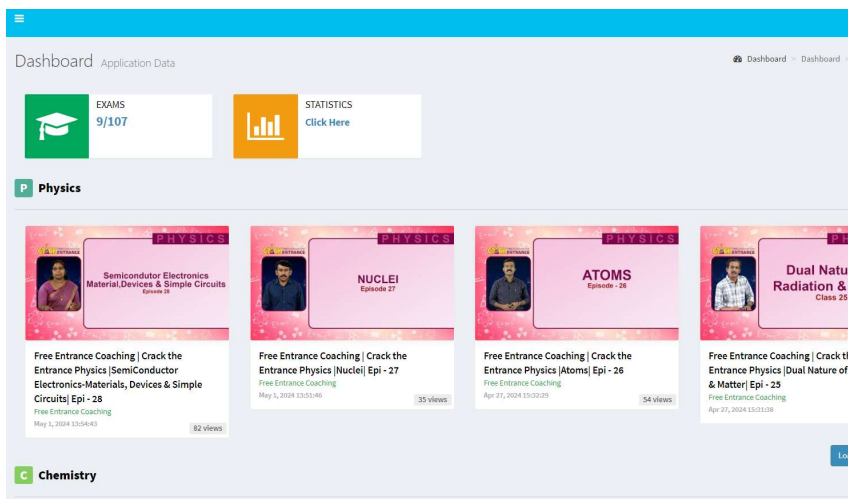 Dashboard Application Data
Dashboard > Dashboard >
EXAMS
9/107
STATISTICS
Click Here
P Physics
PHYSICS
ENTRANCE
Semicondutor Electronics
Material,Devices & Simple Circuits
Episode 28
Free Entrance Coaching | Crack the
Entrance Physics |SemiConductor
Electronics-Materials, Devices & Simple
Circuits| Epi - 28
Free Entrance Coaching
May 1, 2024 13:54:43
82 views
PHYSICS
ENTRANCE
NUCLEI
Episode 27
Free Entrance Coaching | Crack the
Entrance Physics |Nuclei| Epi - 27
Free Entrance Coaching
May 1, 2024 13:51:46
35 views
PHYSICS
ENTRANCE
ATOMS
Episode - 26
Free Entrance Coaching | Crack the
Entrance Physics |Atoms| Epi - 26
Free Entrance Coaching
Apr 27, 2024 15:32:29
54 views
PH
ENTRANCE
Dual Natu
Radiation &
Class 25
Free Entrance Coaching | Crack th
Entrance Physics |Dual Nature of
& Matter| Epi - 25
Free Entrance Coaching
Apr 27, 2024 15:31:38
Lo
C Chemistry